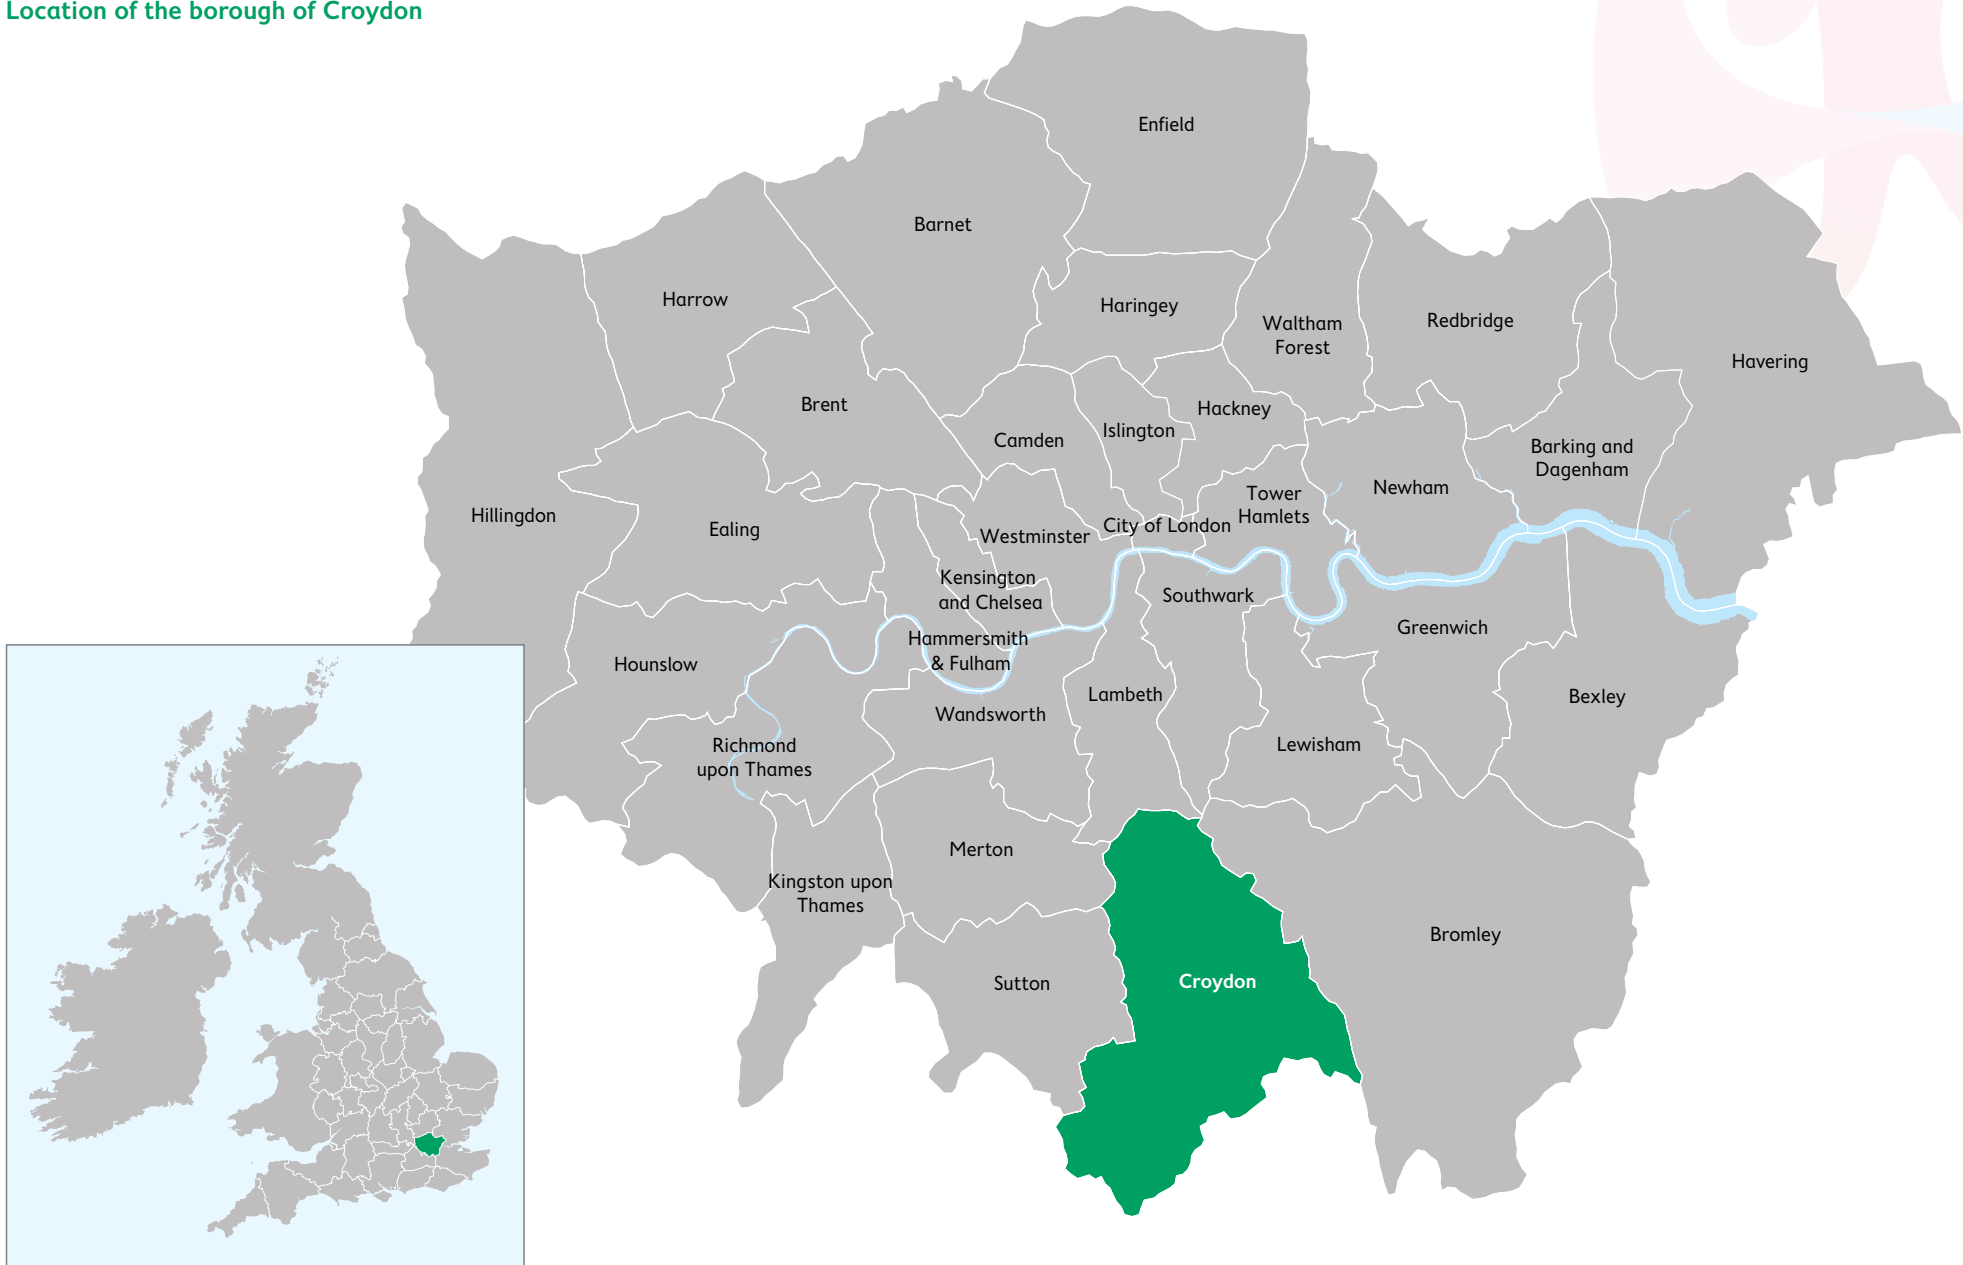 Location of the borough of Croydon
Enfield
Barnet
Harrow
Haringey
Waltham
Forest
Redbridge
Havering
Brent
Hackney
Camden
Islington
Barking and
Dagenham
Hillingdon
Ealing
Westminster
City of London
Tower
Hamlets
Newham
Kensington
and Chelsea
Southwark
Greenwich
Hounslow
Hammersmith
& Fulham
Lambeth
Bexley
Wandsworth
Richmond
upon Thames
Lewisham
Merton
Kingston upon
Thames
Bromley
Sutton
Croydon